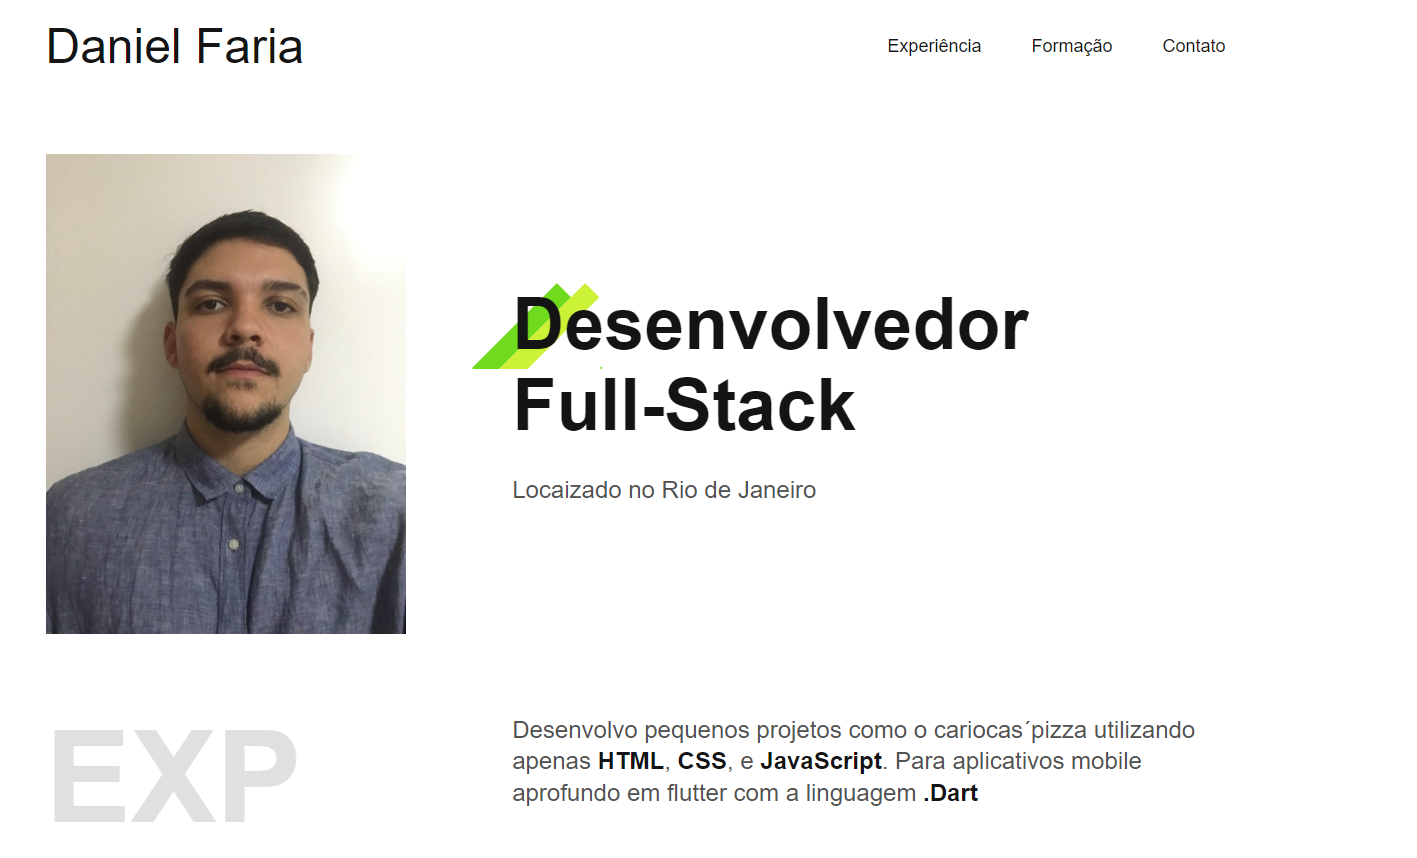 Daniel Faria
Experiência Formação Contato
Desenvolvedor
Full-Stack
Locaizado no Rio de Janeiro
EXP
Desenvolvo pequenos projetos como o cariocas´pizza utilizando
apenas HTML, CSS, e JavaScript. Para aplicativos mobile
aprofundo em flutter com a linguagem .Dart